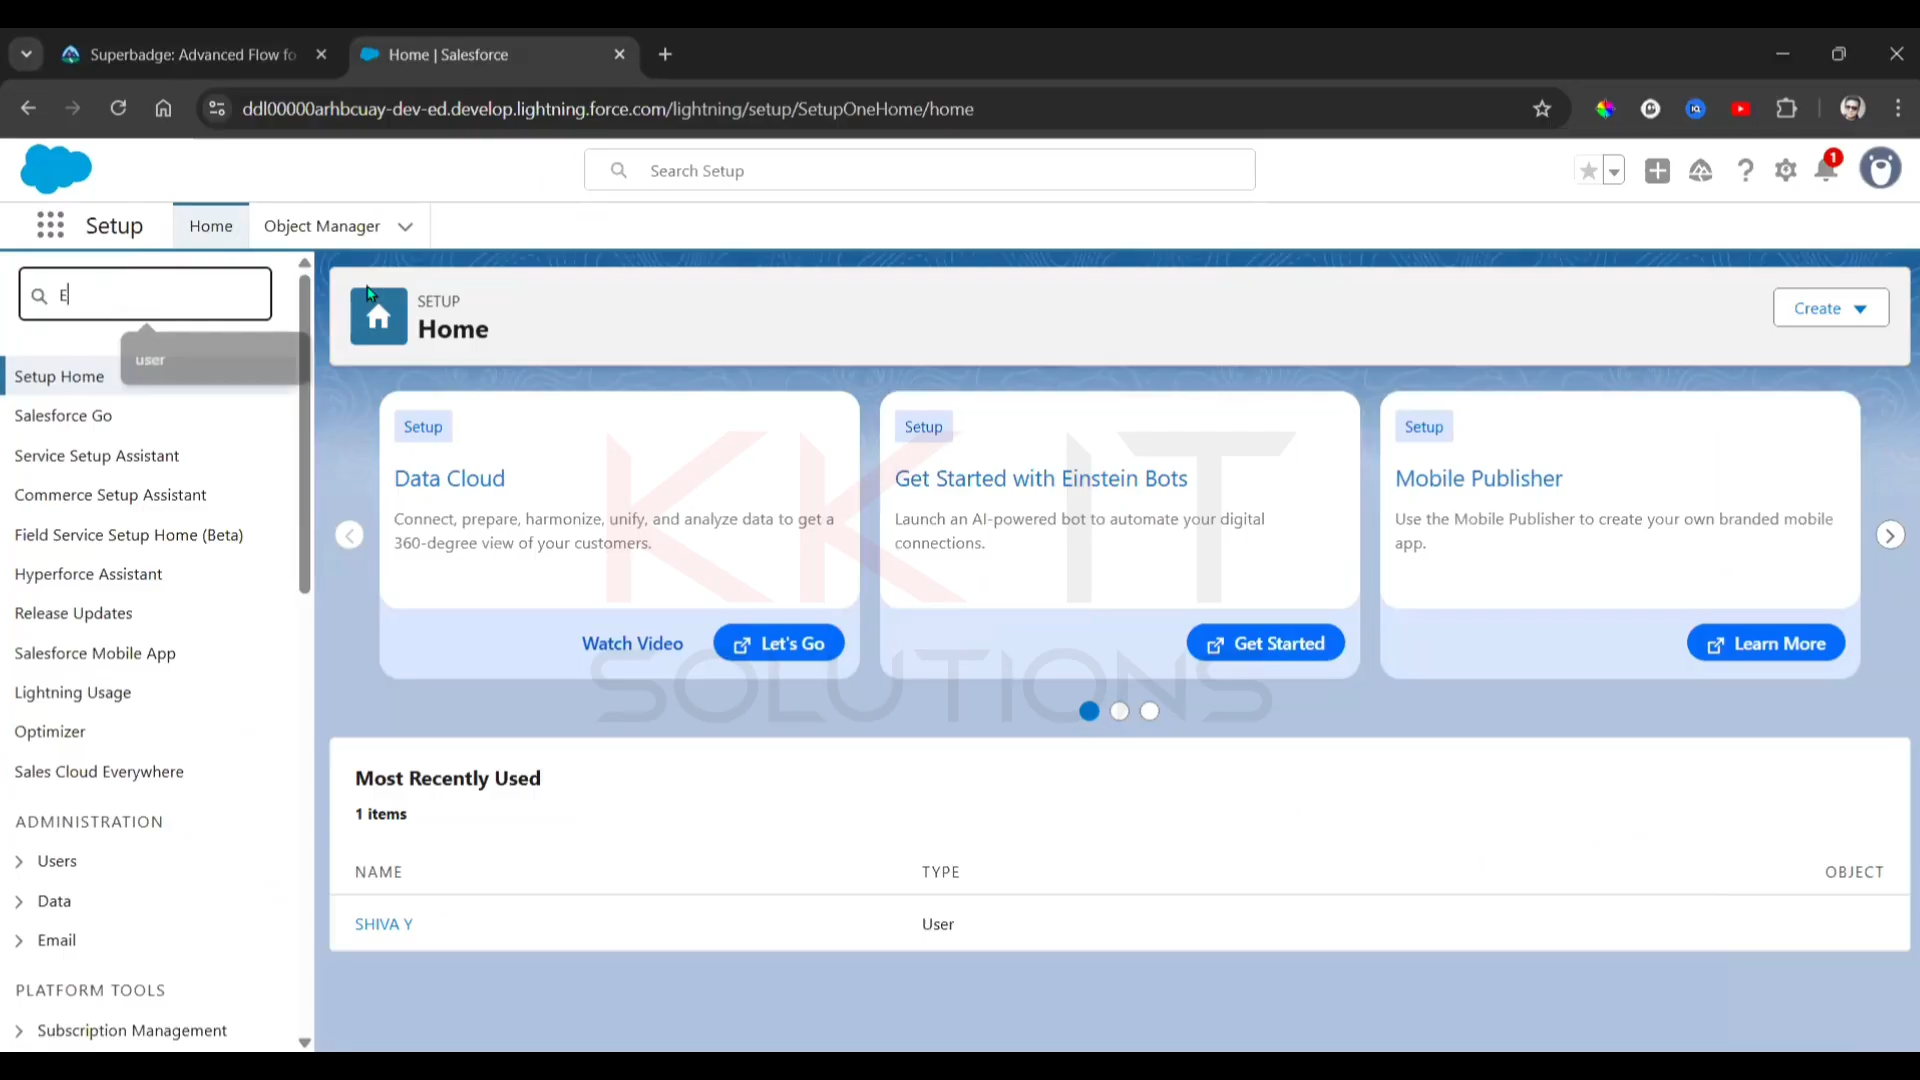 Superbadge: Advanced Flow fo
Home | Salesforce
ddl00000arhbcuay-dev-ed.develop.lightning.force.com/lightning/setup/SetupOneHome/home
Search Setup
1
Setup
Home
Object Manager
E
user
Setup Home
Salesforce Go
Service Setup Assistant
Commerce Setup Assistant
Field Service Setup Home (Beta)
Hyperforce Assistant
Release Updates
Salesforce Mobile App
Lightning Usage
Optimizer
Sales Cloud Everywhere
ADMINISTRATION
Users
Data
Email
PLATFORM TOOLS
Subscription Management
SETUP
Home
Create
Setup
Data Cloud
Connect, prepare, harmonize, unify, and analyze data to get a
360-degree view of your customers.
Watch Video
Let's Go
Setup
Get Started with Einstein Bots
Launch an AI-powered bot to automate your digital
connections.
Get Started
Setup
Mobile Publisher
Use the Mobile Publisher to create your own branded mobile
app.
Learn More
KK IT
SOLUTIONS
Most Recently Used
1 items
NAME TYPE OBJECT
SHIVA Y User